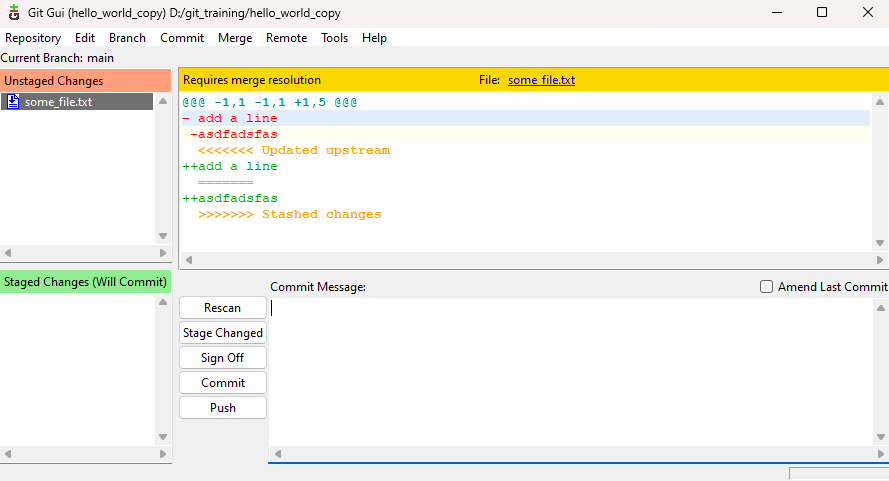 Git Gui (hello_world_copy) D:/git_training/hello_world_copy
Repository Edit Branch Commit Merge Remote Tools Help
Current Branch: main
Unstaged Changes
some_file.txt
Requires merge resolution File: some_file.txt
@@@ -1,1 -1,1 +1,5 @@@
- add a line
 -asdfadsfas
  <<<<<<< Updated upstream
++add a line
  =======
++asdfadsfas
  >>>>>>> Stashed changes
Staged Changes (Will Commit)
Commit Message: Amend Last Commit
Rescan
Stage Changed
Sign Off
Commit
Push